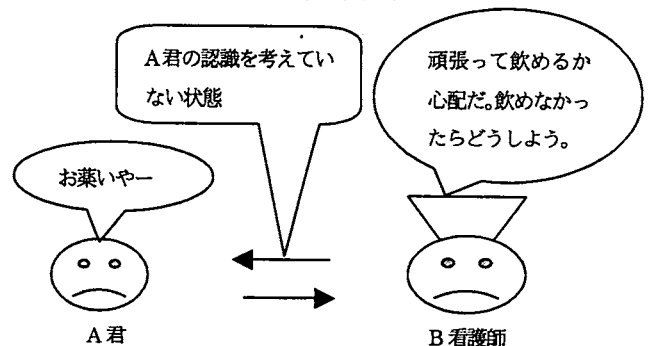 A君の認識を考えてい
ない状態
頑張って飲めるか
心配だ。飲めなかっ
たらどうしよう。
お薬いやー
A君
B看護師